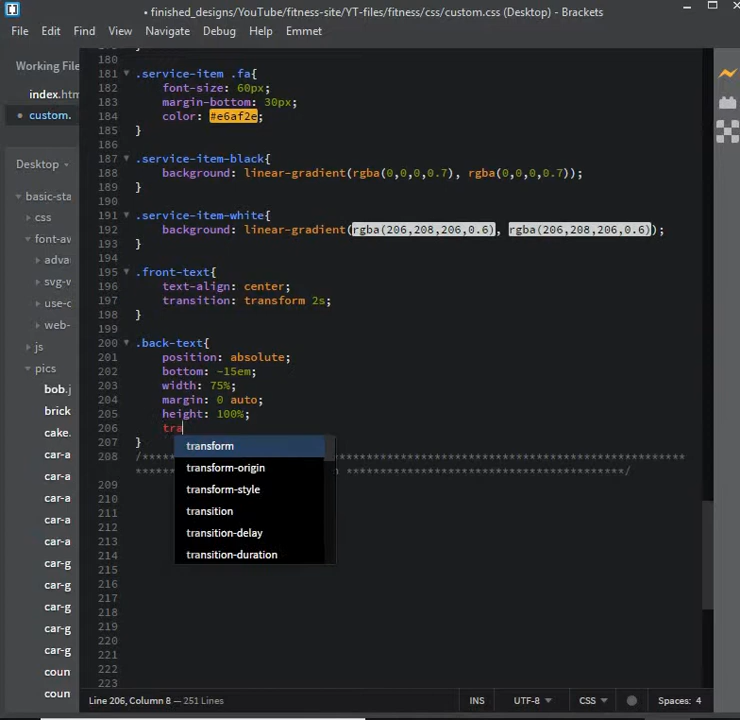 • finished_designs/YouTube/fitness-site/YT-files/fitness/css/custom.css (Desktop) - Brackets
File Edit Find View Navigate Debug Help Emmet
Working File
index.htm
• custom.
Desktop
basic-sta
css
font-aw
adva
svg-v
use-c
web-
js
pics
bob.j
brick
cake.
car-a
car-a
car-a
car-a
car-a
car-g
car-g
car-g
car-g
car-g
coun
coun
180
181 .service-item .fa{
182 font-size: 60px;
183 margin-bottom: 30px;
184 color: #e6af2e;
185 }
186
187 .service-item-black{
188 background: linear-gradient(rgba(0,0,0,0.7), rgba(0,0,0,0.7));
189 }
190
191 .service-item-white{
192 background: linear-gradient(rgba(206,208,206,0.6), rgba(206,208,206,0.6));
193 }
194
195 .front-text{
196 text-align: center;
197 transition: transform 2s;
198 }
199
200 .back-text{
201 position: absolute;
202 bottom: -15em;
203 width: 75%;
204 margin: 0 auto;
205 height: 100%;
206 tra
207 }
transform
transform-origin
transform-style
transition
transition-delay
transition-duration
208
209
210
211
212
213
214
215
216
217
218
219
220
221
222
223
Line 206, Column 8 — 251 Lines
INS UTF-8 CSS Spaces: 4